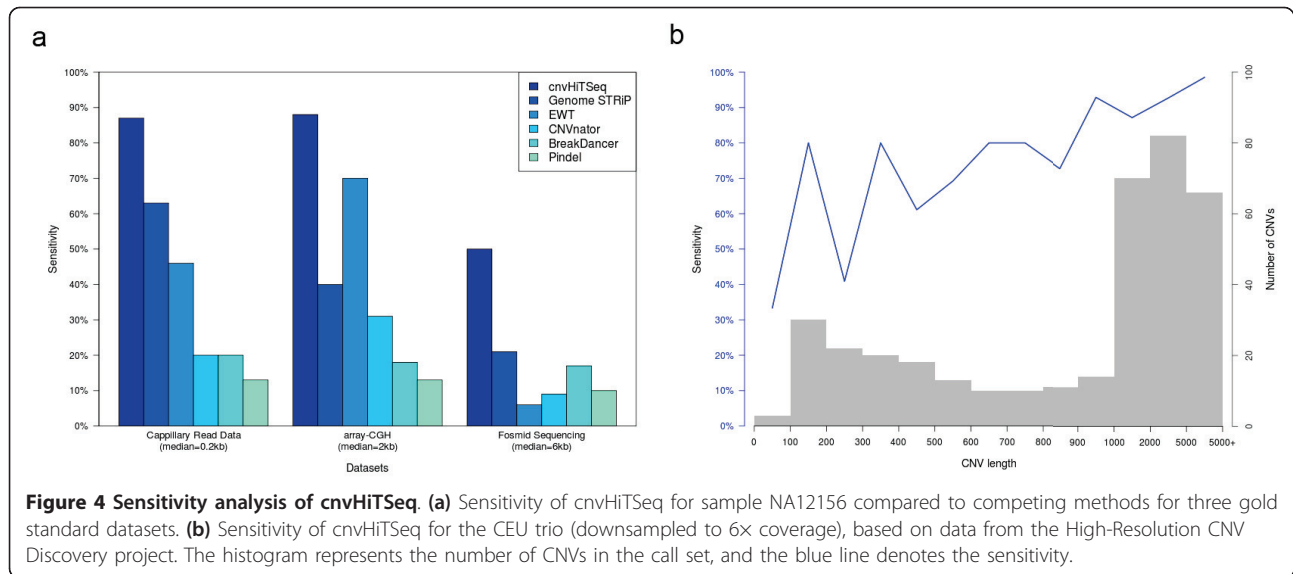 a
100%
90%
80%
70%
60%
50%
40%
30%
20%
10%
0%
Sensitivity
cnvHiTSeq
Genome STRiP
EWT
CNVnator
BreakDancer
Pindel
Cappillary Read Data
(median=0.2kb)
array-CGH
(median=2kb)
Fosmid Sequencing
(median=6kb)
Datasets
b
100%
90%
80%
70%
60%
50%
40%
30%
20%
10%
0%
Sensitivity
100
80
60
40
20
0
Number of CNVs
0 100 200 300 400 500 600 700 800 900 1000 2000 5000 5000+
CNV length
Figure 4 Sensitivity analysis of cnvHiTSeq. (a) Sensitivity of cnvHiTSeq for sample NA12156 compared to competing methods for three gold
standard datasets. (b) Sensitivity of cnvHiTSeq for the CEU trio (downsampled to 6× coverage), based on data from the High-Resolution CNV
Discovery project. The histogram represents the number of CNVs in the call set, and the blue line denotes the sensitivity.